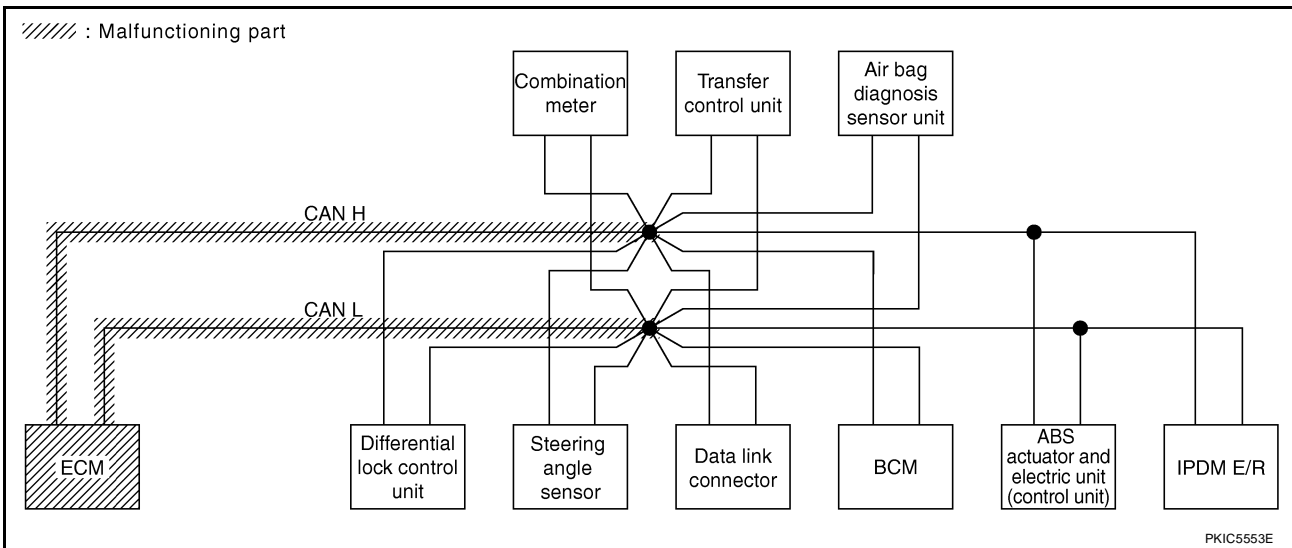 : Malfunctioning part
Combination
meter
Transfer
control unit
Air bag
diagnosis
sensor unit
CAN H
CAN L
ECM
Differential
lock control
unit
Steering
angle
sensor
Data link
connector
BCM
ABS
actuator and
electric unit
(control unit)
IPDM E/R
PKIC5553E